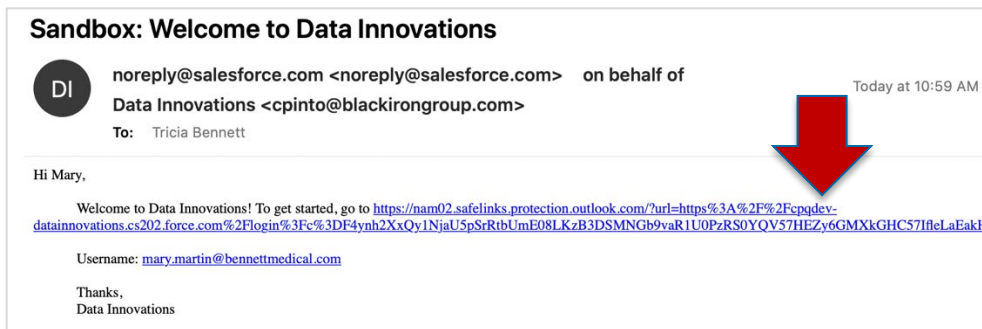 Sandbox: Welcome to Data Innovations
DI
noreply@salesforce.com <noreply@salesforce.com> on behalf of
Data Innovations <cpinto@blackirongroup.com>
Today at 10:59 AM
To: Tricia Bennett
Hi Mary,
Welcome to Data Innovations! To get started, go to https://nam02.safelinks.protection.outlook.com/?url=https%3A%2F%2Fcpqdev-
datainnovations.cs202.force.com%2Flogin%3Fc%3DF4ynh2XxQy1NjaU5pSrRtbUmE08LKzB3DSMNGb9vaR1U0PzRS0YQV57HEZy6GMXkGHC57IfleLaEakH
Username: mary.martin@bennettmedical.com
Thanks,
Data Innovations